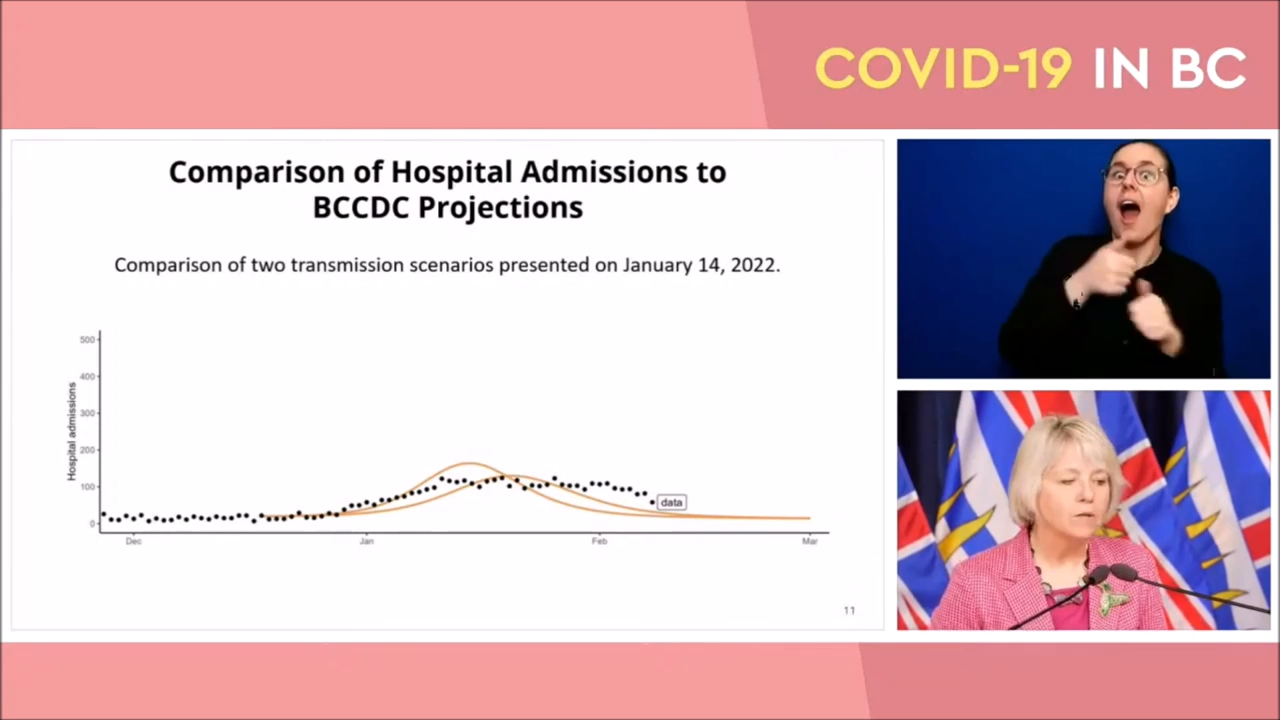 COVID-19 IN BC
Comparison of Hospital Admissions to
BCCDC Projections
Comparison of two transmission scenarios presented on January 14, 2022.
500
400
300
200
100
0
Hospital admissions
data
Dec
Jan
Feb
Mar
11